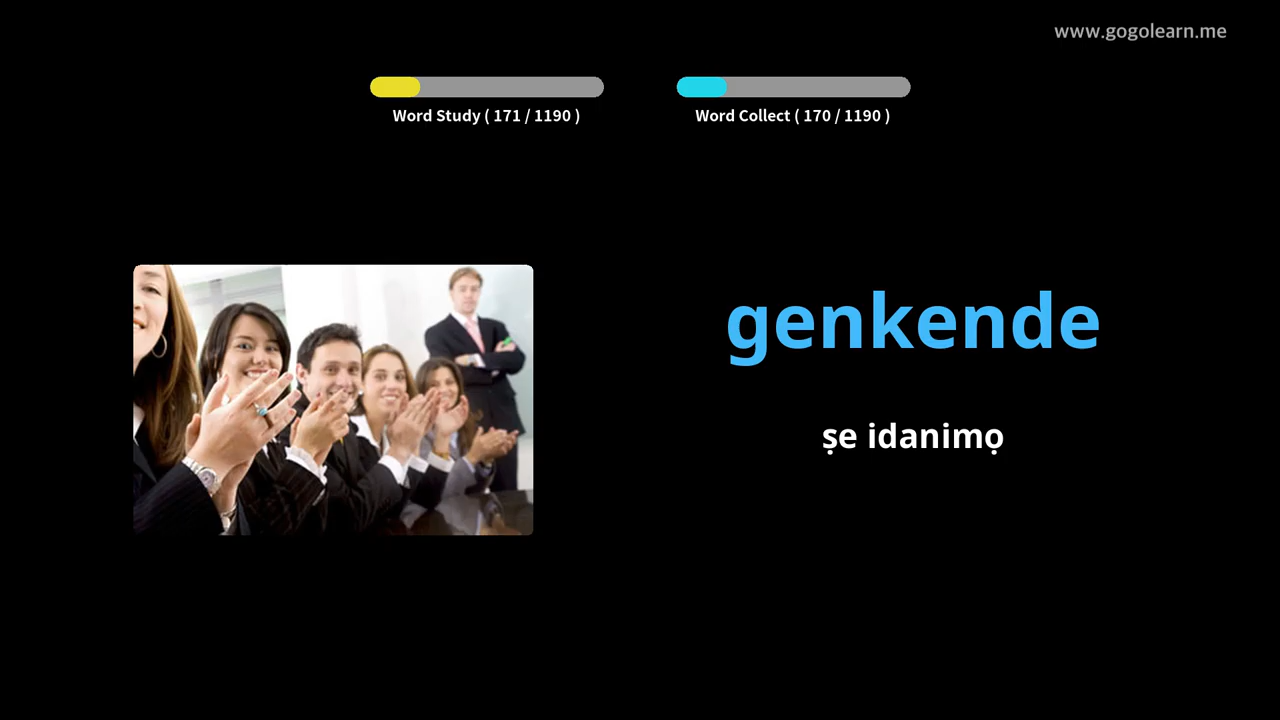 www.gogolearn.me
Word Study ( 171 / 1190 )
Word Collect ( 170 / 1190 )
genkende
ṣe idanimọ